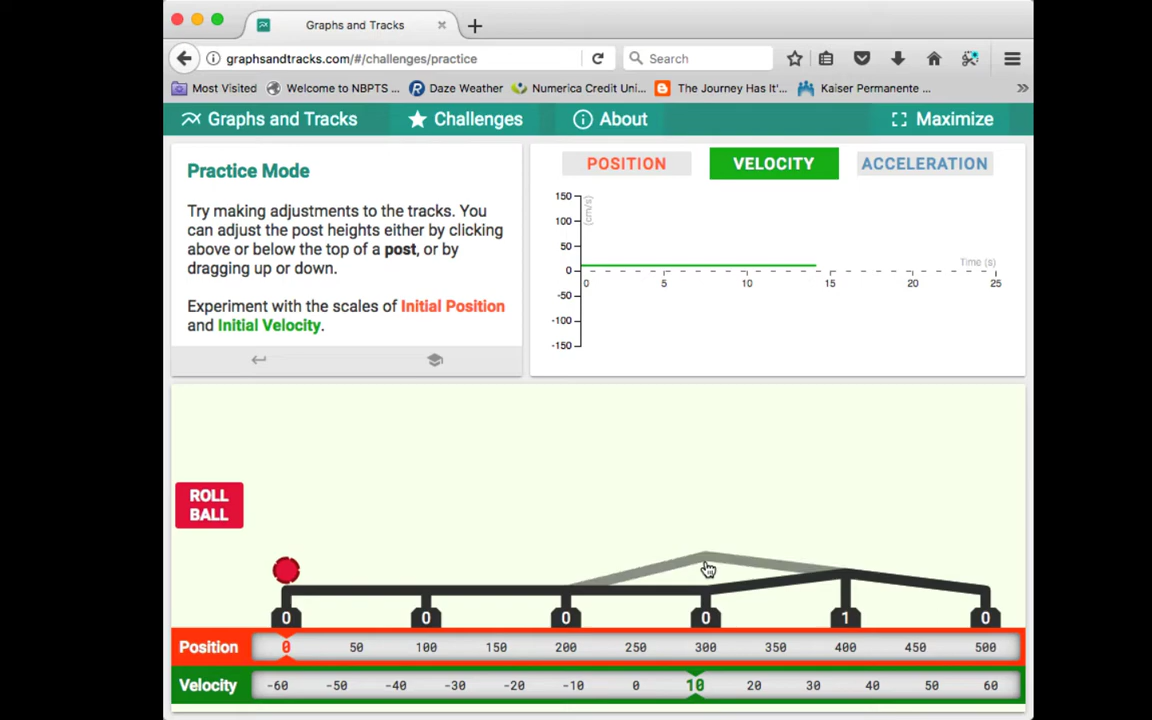 Graphs and Tracks
graphsandtracks.com/#/challenges/practice
Search
Most Visited
Welcome to NBPTS ...
Daze Weather
Numerica Credit Uni...
The Journey Has It'...
Kaiser Permanente ...
Graphs and Tracks
Challenges
About
Maximize
Practice Mode
Try making adjustments to the tracks. You
can adjust the post heights either by clicking
above or below the top of a post, or by
dragging up or down.
Experiment with the scales of Initial Position
and Initial Velocity.
POSITION VELOCITY ACCELERATION
(cm/s)
150
100
50
0
-50
-100
-150
Time (s)
0 5 10 15 20 25
ROLL
BALL
0 0 0 0 1 0
Position 0 50 100 150 200 250 300 350 400 450 500
Velocity -60 -50 -40 -30 -20 -10 0 10 20 30 40 50 60